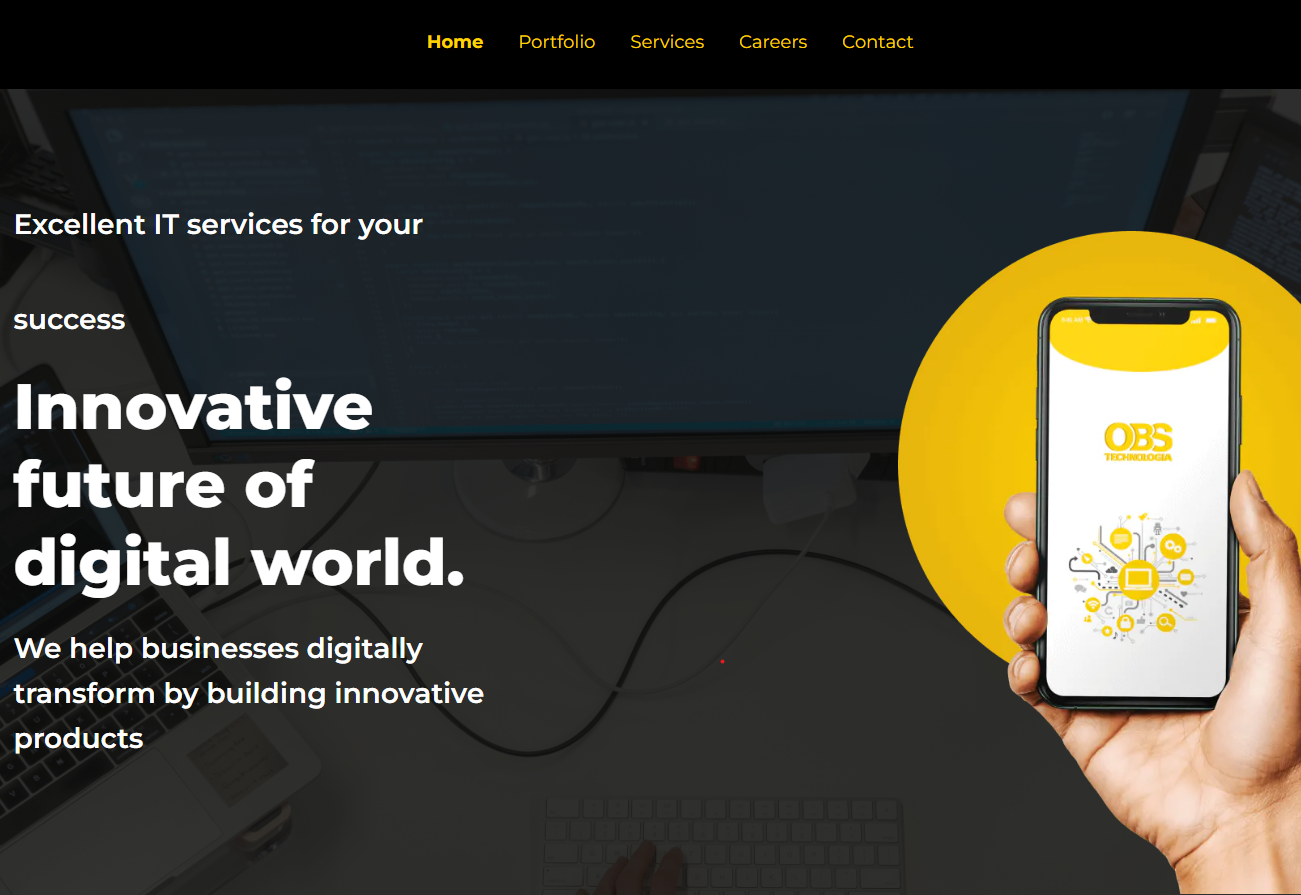 Home Portfolio Services Careers Contact
Excellent IT services for your
success
Innovative
future of
digital world.
We help businesses digitally
transform by building innovative
products
OBS
TECHNOLOGIA